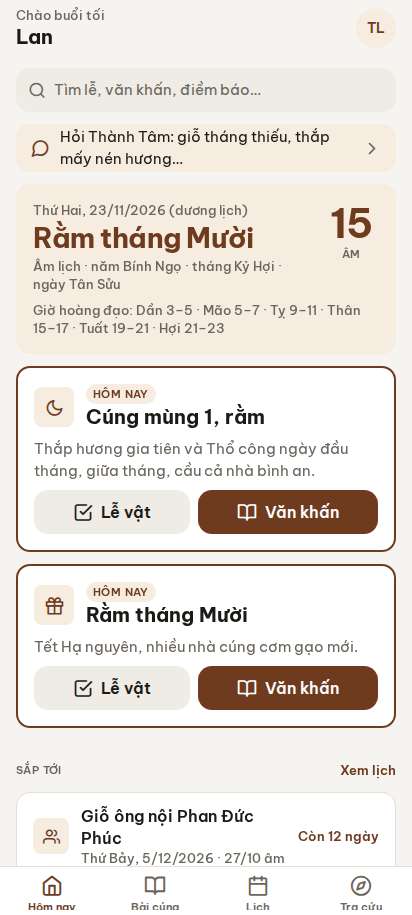 Chào buổi tối
Lan
TL
Tìm lễ, văn khấn, điềm báo...
Hỏi Thành Tâm: giỗ tháng thiếu, thắp
mấy nén hương...
Thứ Hai, 23/11/2026 (dương lịch)
Rằm tháng Mười
15
ÂM
Âm lịch · năm Bính Ngọ · tháng Kỷ Hợi ·
ngày Tân Sửu
Giờ hoàng đạo: Dần 3–5 · Mão 5–7 · Tỵ 9–11 · Thân
15–17 · Tuất 19–21 · Hợi 21–23
HÔM NAY
Cúng mùng 1, rằm
Thắp hương gia tiên và Thổ công ngày đầu
tháng, giữa tháng, cầu cả nhà bình an.
Lễ vật
Văn khấn
HÔM NAY
Rằm tháng Mười
Tết Hạ nguyên, nhiều nhà cúng cơm gạo mới.
Lễ vật
Văn khấn
SẮP TỚI
Xem lịch
Giỗ ông nội Phan Đức
Phúc
Còn 12 ngày
Thứ Bảy, 5/12/2026 · 27/10 âm
Hôm nay
Bài cúng
Lịch
Tra cứu